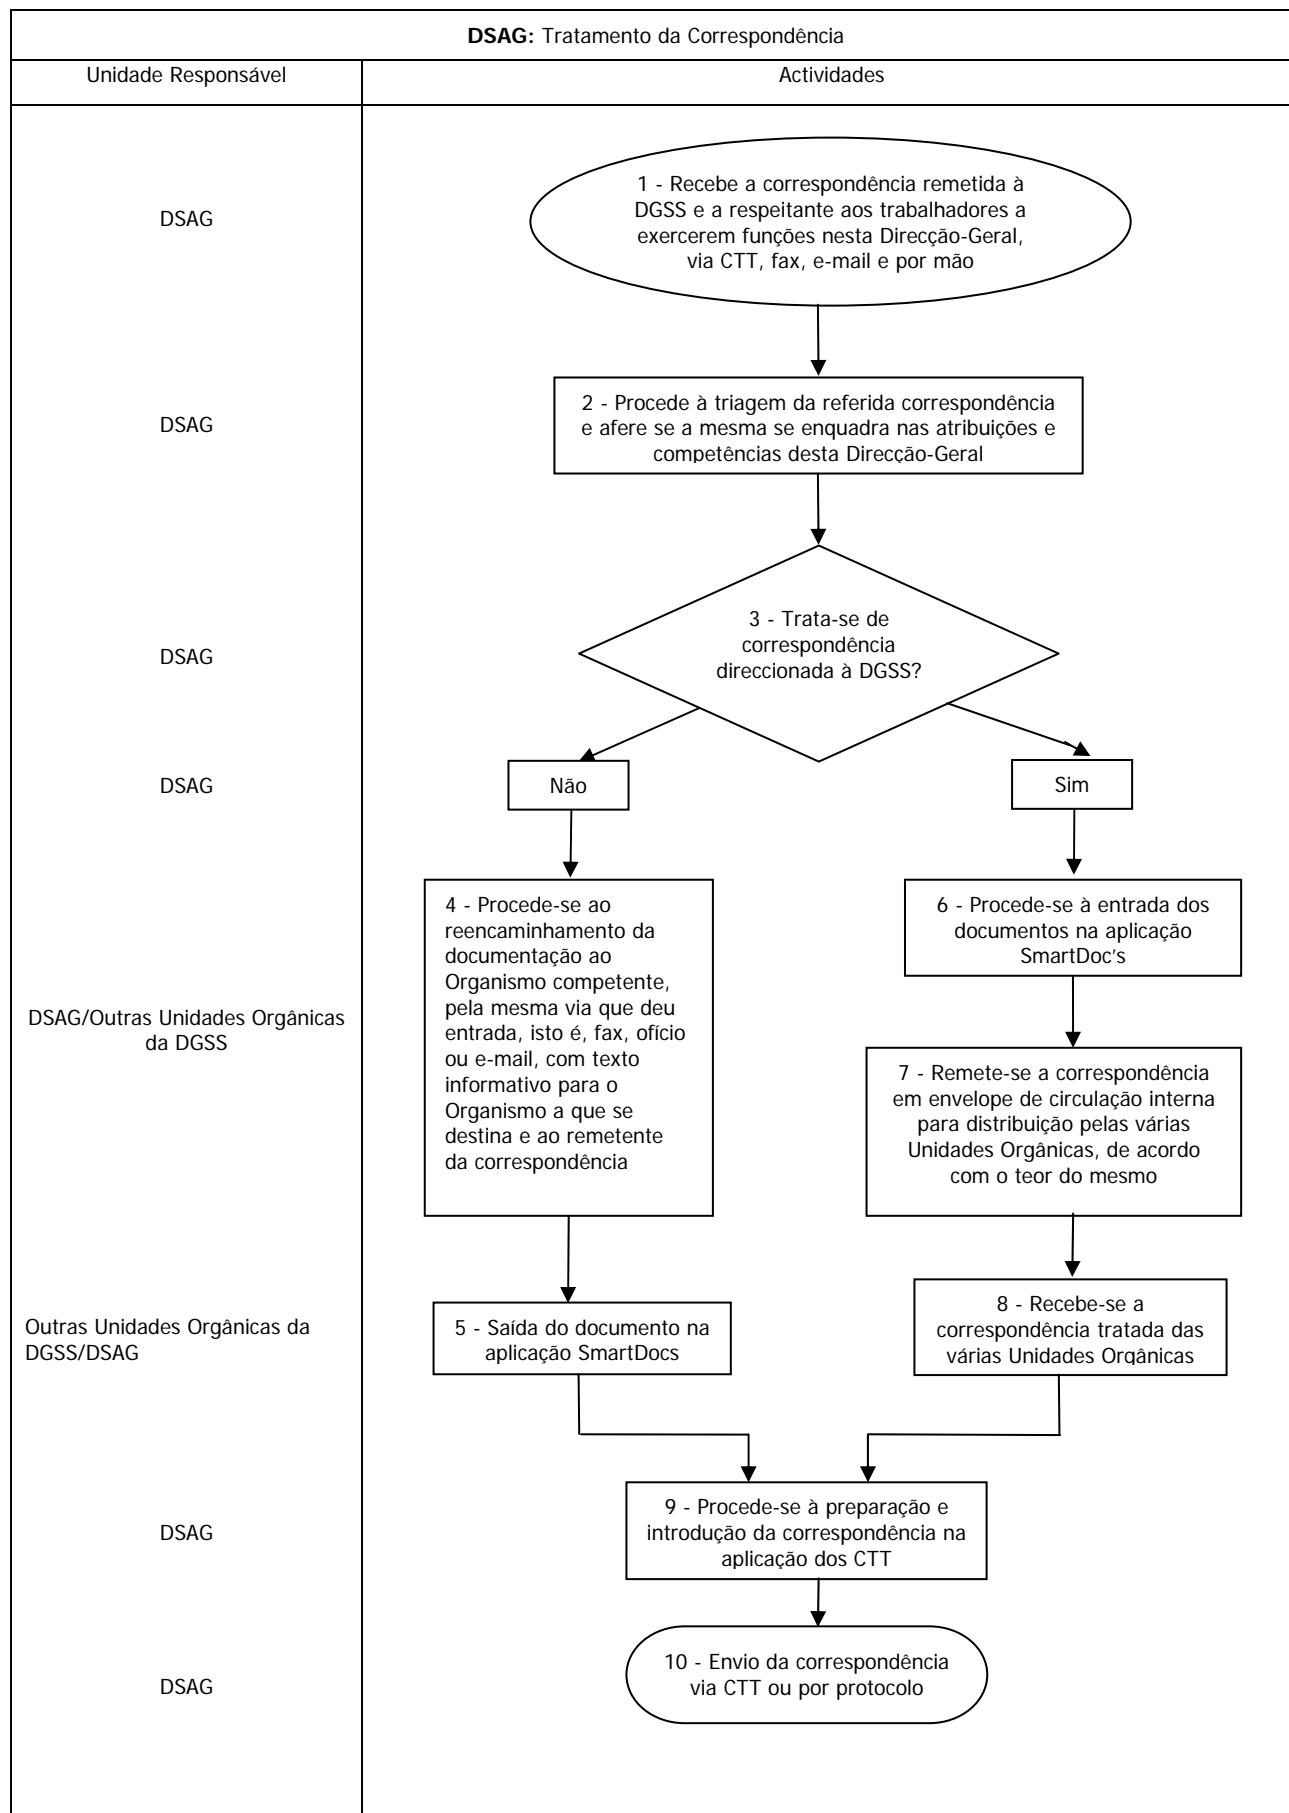 DSAG: Tratamento da Correspondência
Unidade Responsável
Actividades
DSAG
1 - Recebe a correspondência remetida à
DGSS e a respeitante aos trabalhadores a
exercerem funções nesta Direcção-Geral,
via CTT, fax, e-mail e por mão
DSAG
2 - Procede à triagem da referida correspondência
e afere se a mesma se enquadra nas atribuições e
competências desta Direcção-Geral
DSAG
3 - Trata-se de
correspondência
direccionada à DGSS?
DSAG
Não
Sim
DSAG/Outras Unidades Orgânicas
da DGSS
4 - Procede-se ao
reencaminhamento da
documentação ao
Organismo competente,
pela mesma via que deu
entrada, isto é, fax, ofício
ou e-mail, com texto
informativo para o
Organismo a que se
destina e ao remetente
da correspondência
6 - Procede-se à entrada dos
documentos na aplicação
SmartDoc's
7 - Remete-se a correspondência
em envelope de circulação interna
para distribuição pelas várias
Unidades Orgânicas, de acordo
com o teor do mesmo
Outras Unidades Orgânicas da
DGSS/DSAG
5 - Saída do documento na
aplicação SmartDocs
8 - Recebe-se a
correspondência tratada das
várias Unidades Orgânicas
DSAG
9 - Procede-se à preparação e
introdução da correspondência na
aplicação dos CTT
DSAG
10 - Envio da correspondência
via CTT ou por protocolo